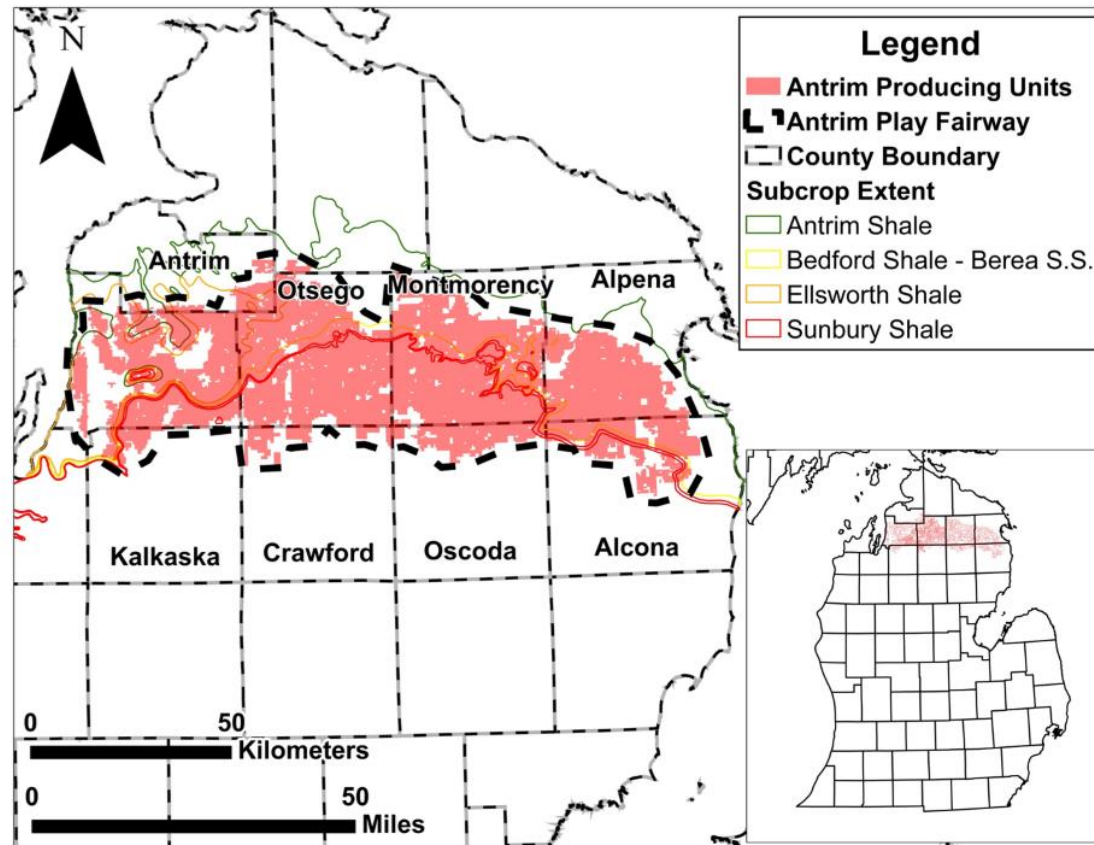 N
Legend
Antrim Producing Units
Antrim Play Fairway
County Boundary
Subcrop Extent
Antrim Shale
Bedford Shale - Berea S.S.
Ellsworth Shale
Sunbury Shale
Antrim
Otsego
Montmorency
Alpena
Kalkaska
Crawford
Oscoda
Alcona
0 50
Kilometers
0 50
Miles